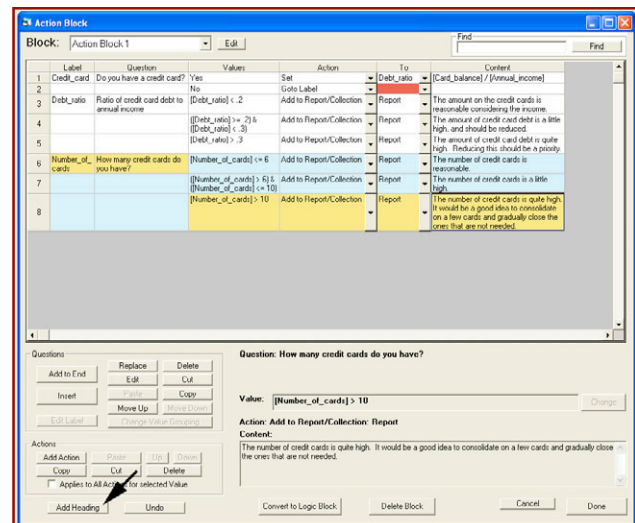 Action Block
Block: Action Block 1 Edit Find Find
Label Question Values Action To Content
1 Credit_card Do you have a credit card? Yes Set Debt_ratio [Card_balance] / [Annual_income]
2 No Goto Label
3 Debt_ratio Ratio of credit card debt to annual income [Debt_ratio] < .2 Add to Report/Collection Report The amount on the credit cards is reasonable considering the income.
4 ([Debt_ratio] >= .2) & ([Debt_ratio] < .3) Add to Report/Collection Report The amount of credit card debt is a little high, and should be reduced.
5 [Debt_ratio] > .3 Add to Report/Collection Report The amount of credit card debt is quite high. Reducing this should be a priority.
6 Number_of_cards How many credit cards do you have? [Number_of_cards] <= 6 Add to Report/Collection Report The number of credit cards is reasonable.
7 ([Number_of_cards] > 6) & ([Number_of_cards] <= 10) Add to Report/Collection Report The number of credit cards is a little high.
8 [Number_of_cards] > 10 Add to Report/Collection Report The number of credit cards is quite high. It would be a good idea to consolidate on a few cards and gradually close the ones that are not needed.
Questions
Add to End Replace Delete
Edit Cut
Insert Paste Copy
Move Up Move Down
Edit Label Change Value Grouping
Actions
Add Action Paste Up Down
Copy Cut Delete
Applies to All Actions for selected Value
Add Heading Undo
Question: How many credit cards do you have?
Value: [Number_of_cards] > 10 Change
Action: Add to Report/Collection: Report
Content:
The number of credit cards is quite high. It would be a good idea to consolidate on a few cards and gradually close
the ones that are not needed.
Convert to Logic Block Delete Block Cancel Done